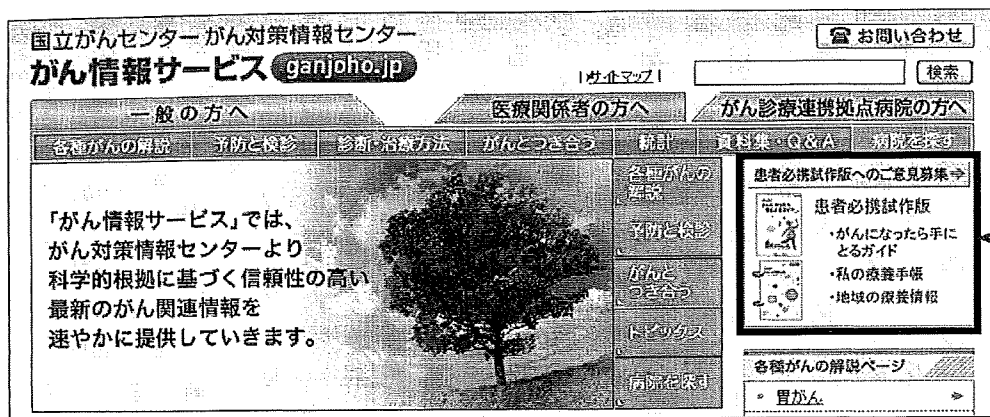 国立がんセンター がん対策情報センター
がん情報サービス ganjoho.jp
お問い合わせ
|サイトマップ|
検索
一般の方へ
医療関係者の方へ
がん診療連携拠点病院の方へ
各種がんの解説
予防と検診
診断・治療方法
がんとつき合う
統計
資料集・Q&A
病院を探す
「がん情報サービス」では、
がん対策情報センターより
科学的根拠に基づく信頼性の高い
最新のがん関連情報を
速やかに提供していきます。
各種がんの
解説
予防と検診
がんと
つき合う
トピックス
病院を探す
患者必携試作版へのご意見募集⇒
患者必携試作版
・がんになったら手に
とるガイド
・私の療養手帳
・地域の療養情報
各種がんの解説ページ
胃がん